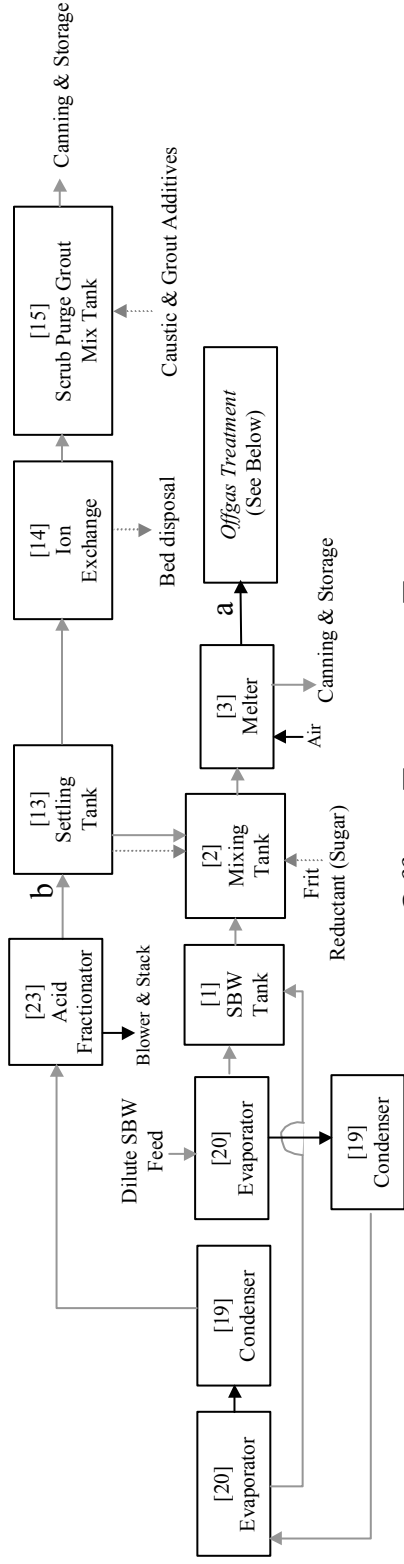 [20]
Evaporator
[19]
Condenser
Dilute SBW
Feed
[20]
Evaporator
[19]
Condenser
[23]
Acid
Fractionator
Blower & Stack
b
[1]
SBW
Tank
[13]
Settling
Tank
[2]
Mixing
Tank
Frit
Reductant (Sugar)
[14]
Ion
Exchange
Bed disposal
[3]
Melter
Air
Canning & Storage
a
Offgas Treatment
(See Below)
[15]
Scrub Purge Grout
Mix Tank
Caustic & Grout Additives
Canning & Storage